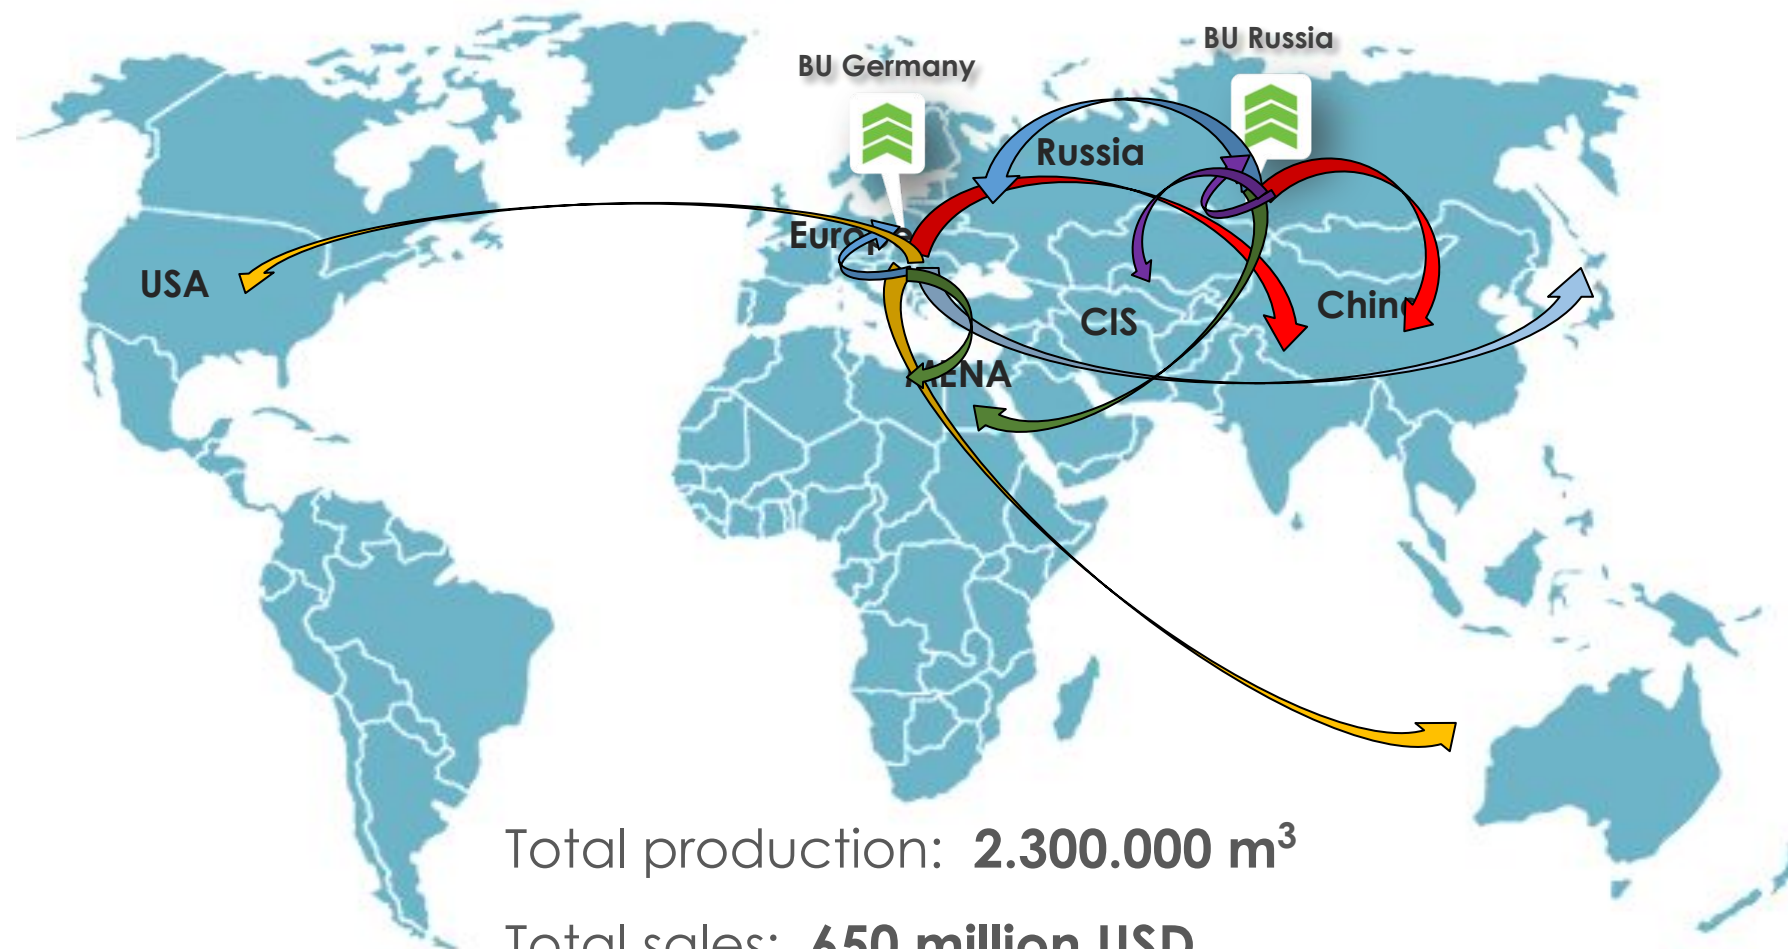 BU Russia
BU Germany
Russia
Europe
USA
China
CIS
MENA
Total production: 2.300.000 m³
Total sales: 650 million USD